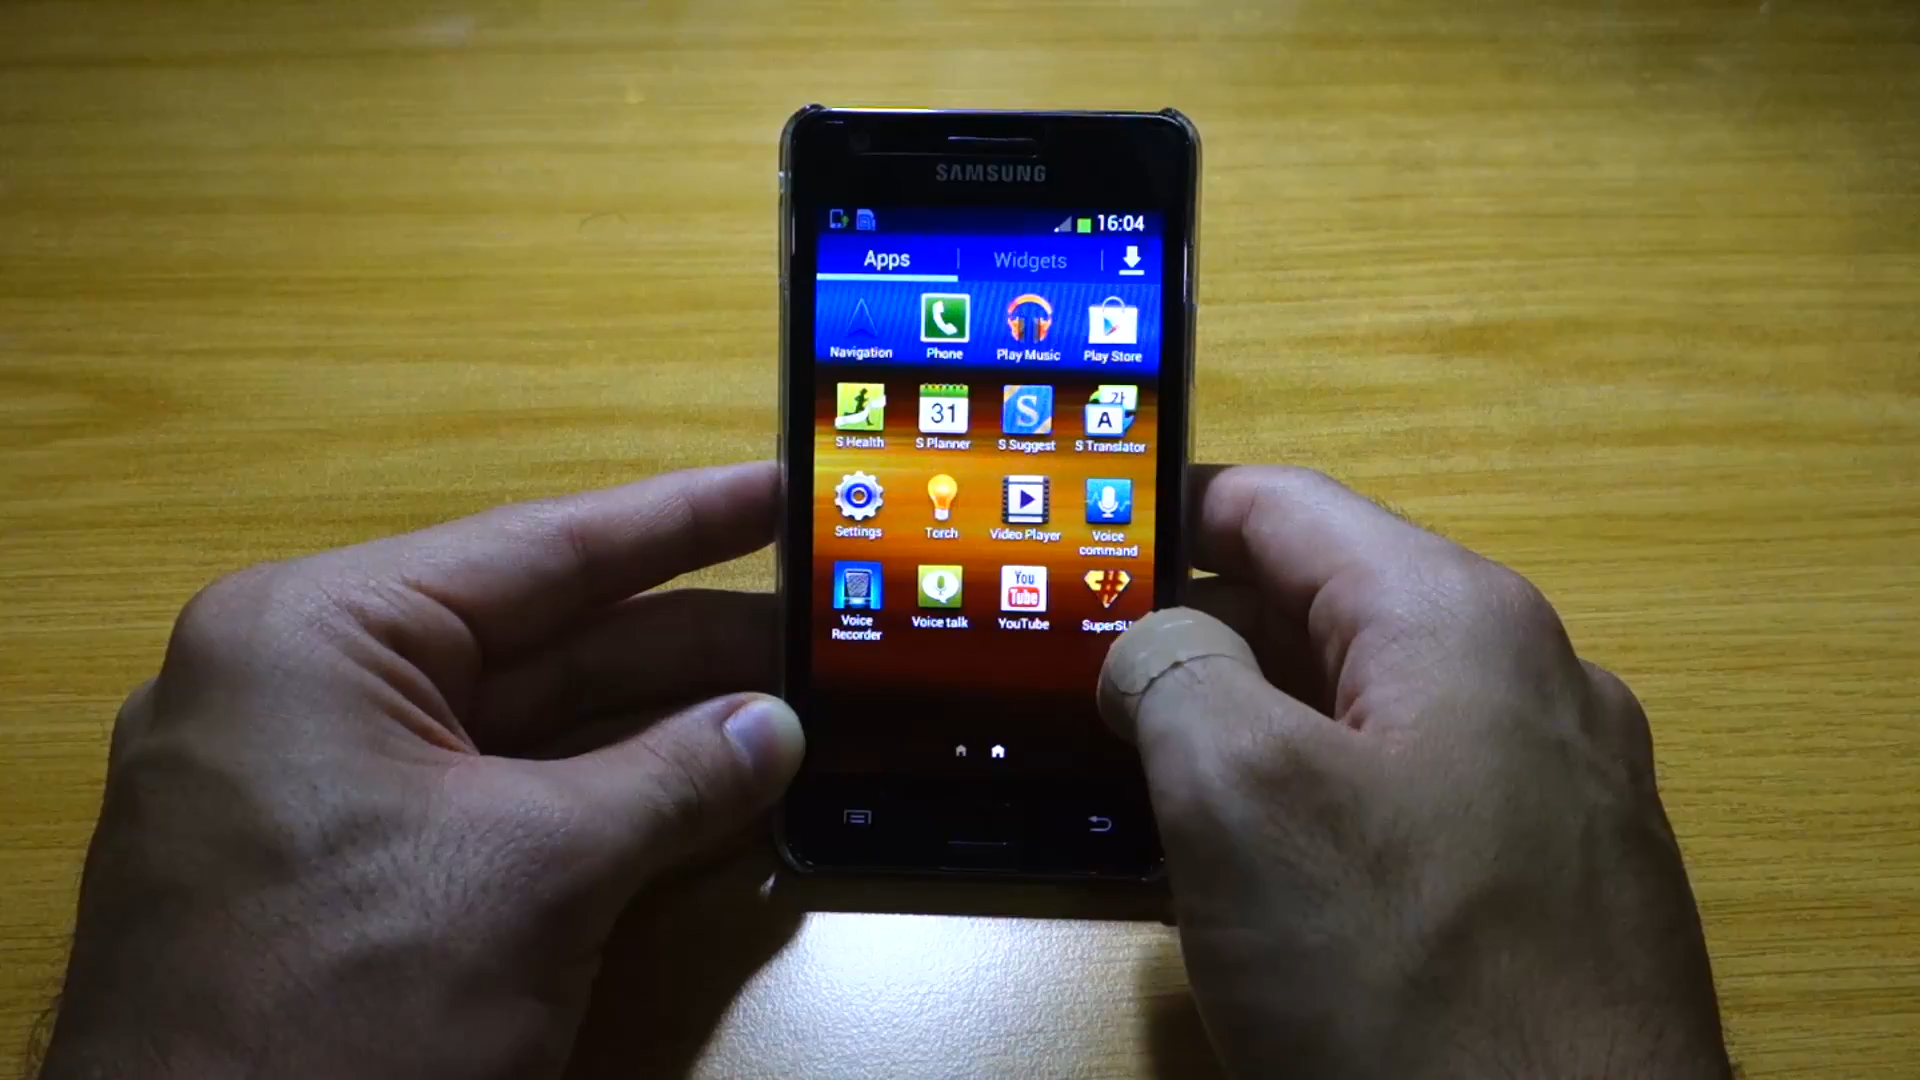 SAMSUNG
16:04
Apps
Widgets
Navigation
Phone
Play Music
Play Store
31
S
가
A
S Health
S Planner
S Suggest
S Translator
Settings
Torch
Video Player
Voice
command
You
Tube
Voice
Recorder
Voice talk
YouTube